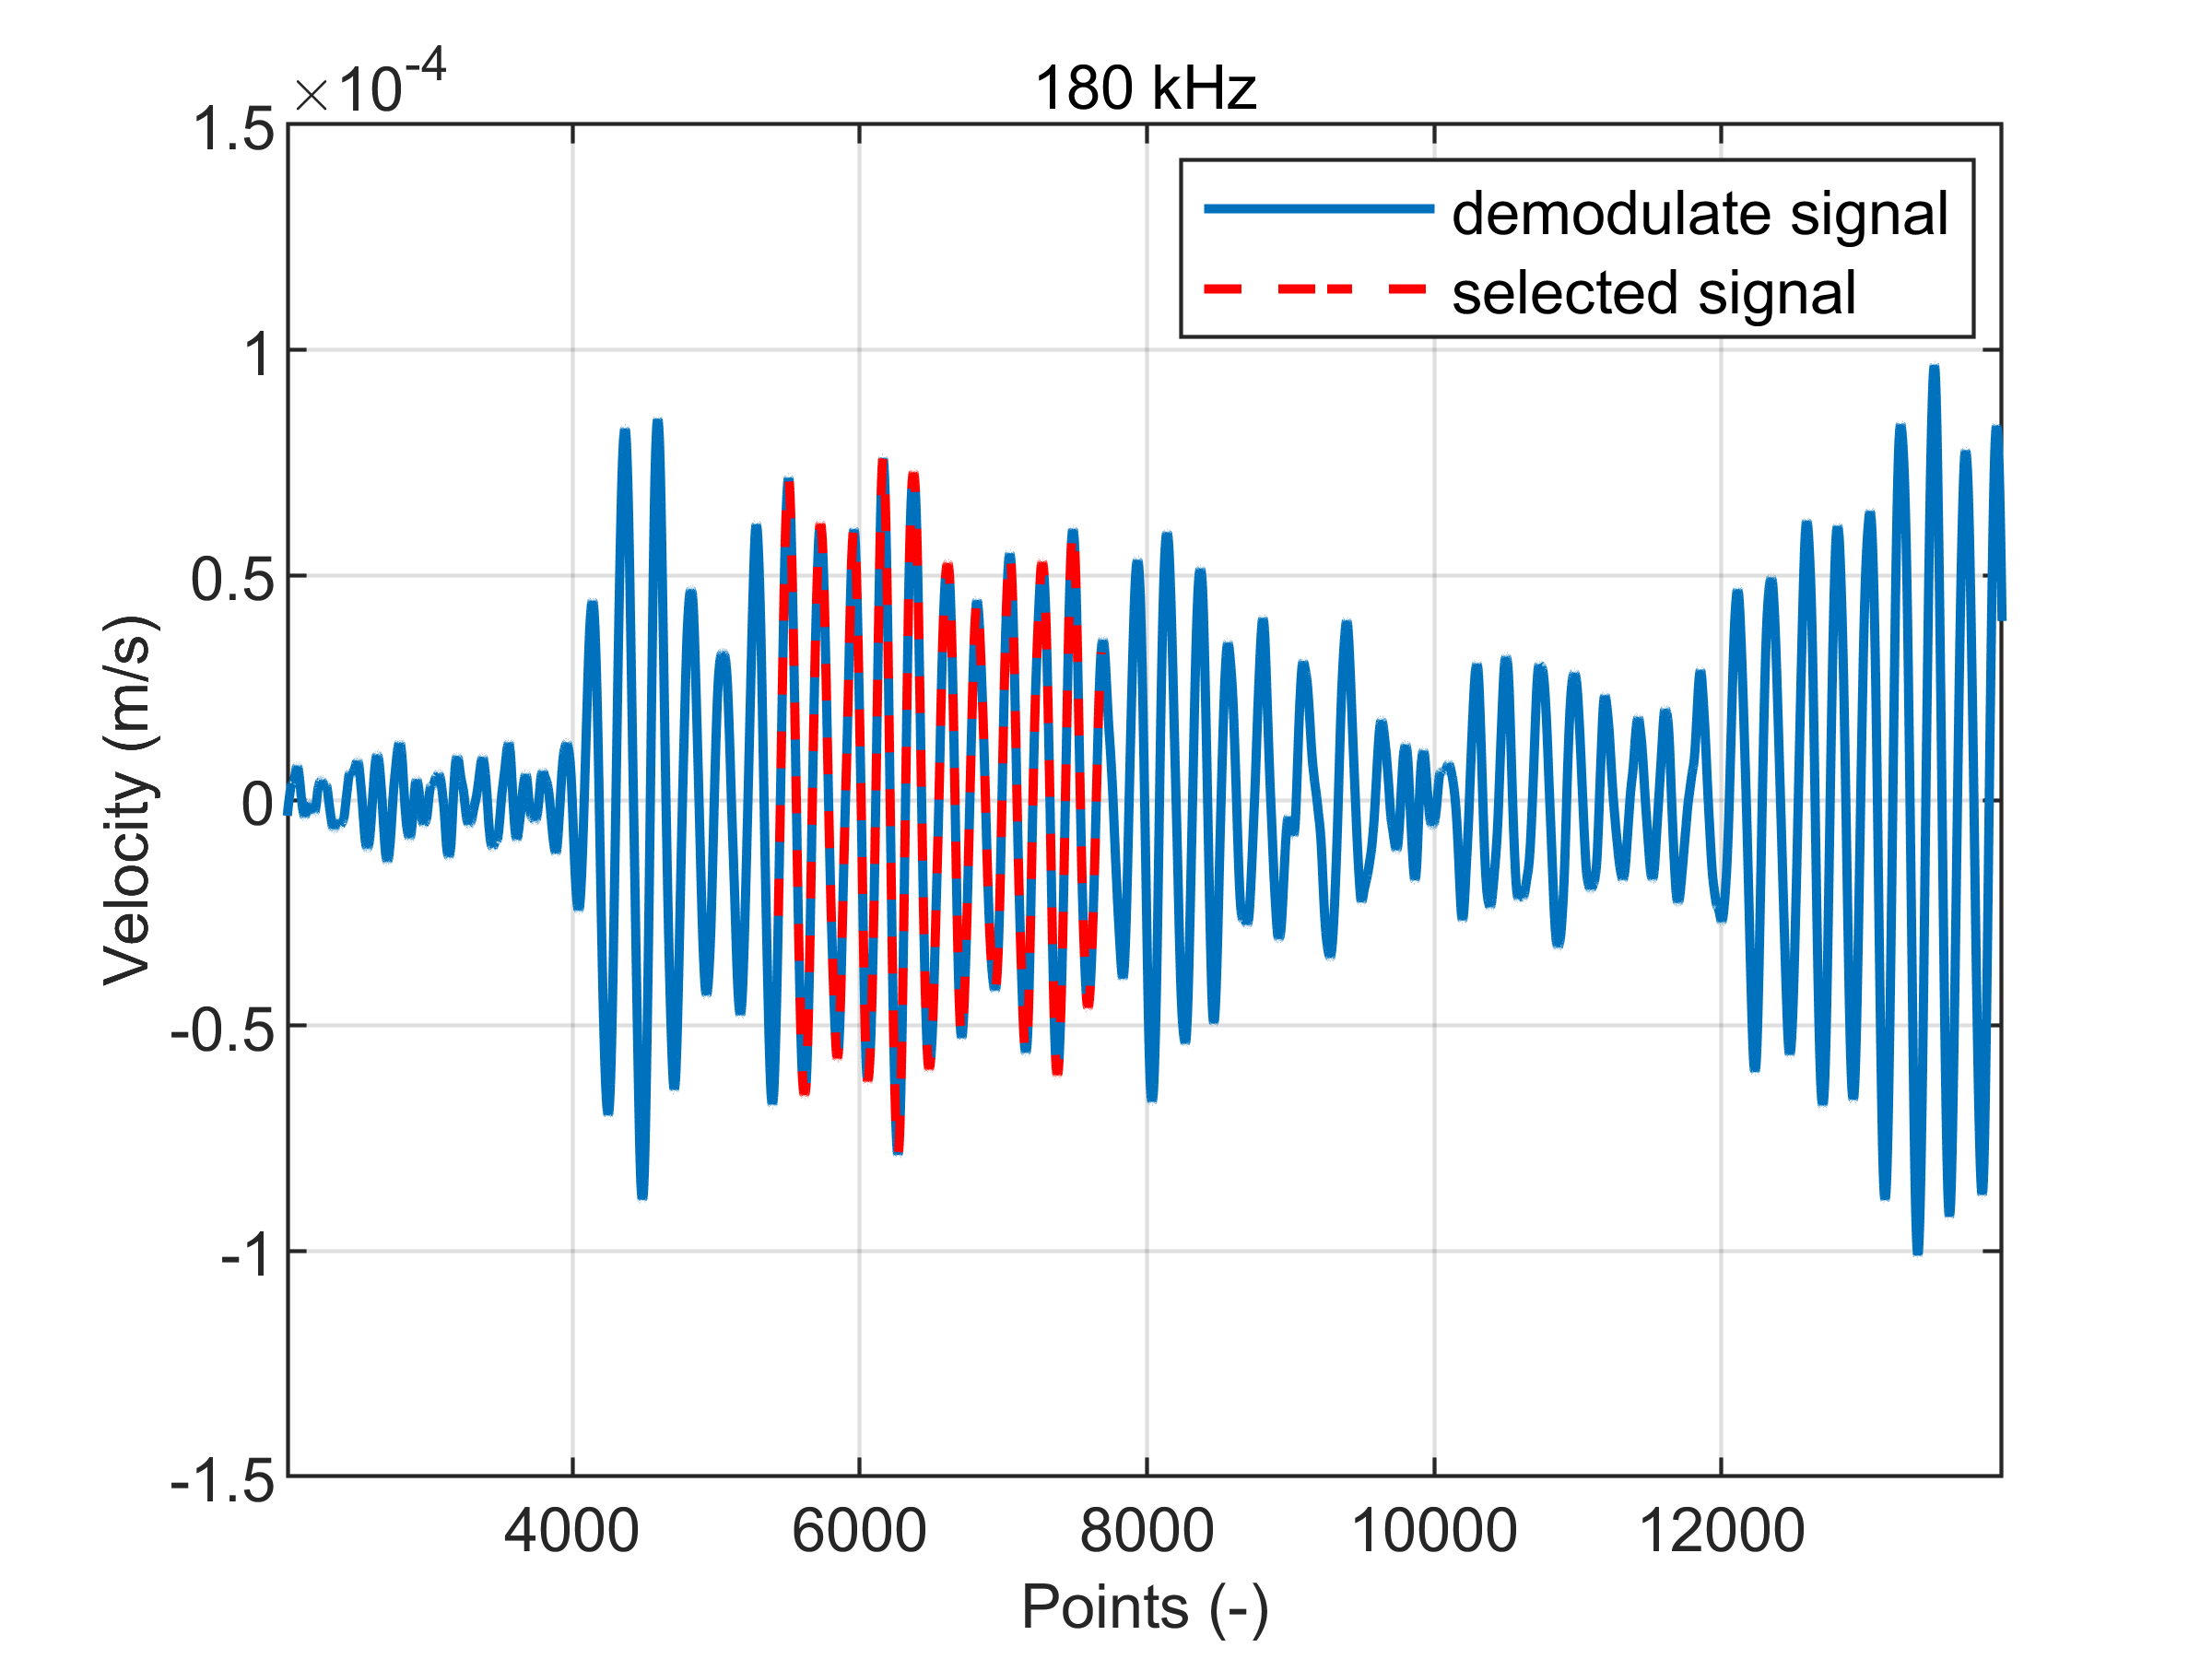 ×10-4
180 kHz
1.5
1
0.5
0
-0.5
-1
-1.5
Velocity (m/s)
demodulate signal
selected signal
4000 6000 8000 10000 12000
Points (-)